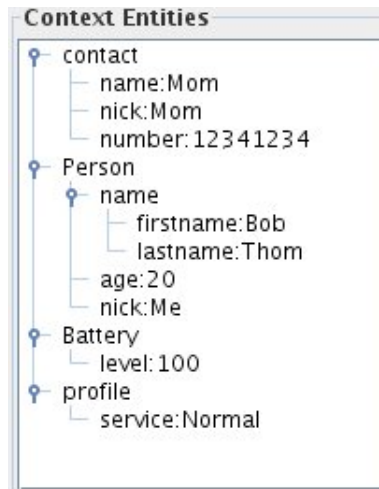 Context Entities
contact
name:Mom
nick:Mom
number:12341234
Person
name
firstname:Bob
lastname:Thom
age:20
nick:Me
Battery
level:100
profile
service:Normal